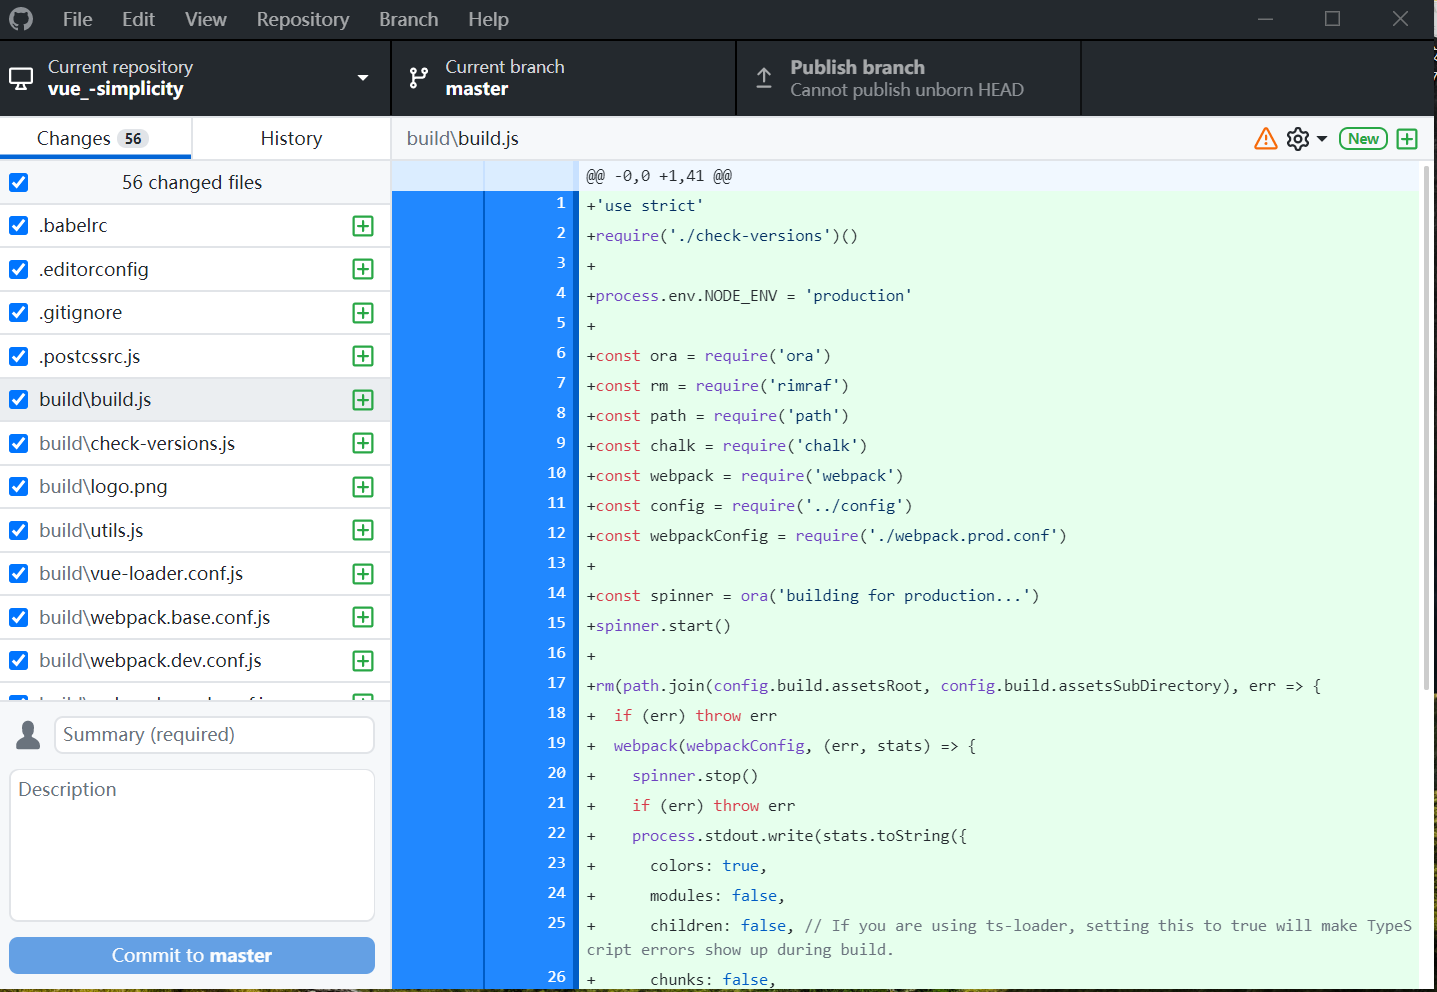 File Edit View Repository Branch Help
Current repository
vue_-simplicity
Current branch
master
Publish branch
Cannot publish unborn HEAD
Changes 56
History
build\build.js
New
56 changed files
.babelrc
.editorconfig
.gitignore
.postcssrc.js
build\build.js
build\check-versions.js
build\logo.png
build\utils.js
build\vue-loader.conf.js
build\webpack.base.conf.js
build\webpack.dev.conf.js
Summary (required)
Description
Commit to master
@@ -0,0 +1,41 @@
1 +'use strict'
2 +require('./check-versions')()
3 +
4 +process.env.NODE_ENV = 'production'
5 +
6 +const ora = require('ora')
7 +const rm = require('rimraf')
8 +const path = require('path')
9 +const chalk = require('chalk')
10 +const webpack = require('webpack')
11 +const config = require('../config')
12 +const webpackConfig = require('./webpack.prod.conf')
13 +
14 +const spinner = ora('building for production...')
15 +spinner.start()
16 +
17 +rm(path.join(config.build.assetsRoot, config.build.assetsSubDirectory), err => {
18 +  if (err) throw err
19 +  webpack(webpackConfig, (err, stats) => {
20 +    spinner.stop()
21 +    if (err) throw err
22 +    process.stdout.write(stats.toString({
23 +      colors: true,
24 +      modules: false,
25 +      children: false, // If you are using ts-loader, setting this to true will make TypeS
cript errors show up during build.
26 +      chunks: false,